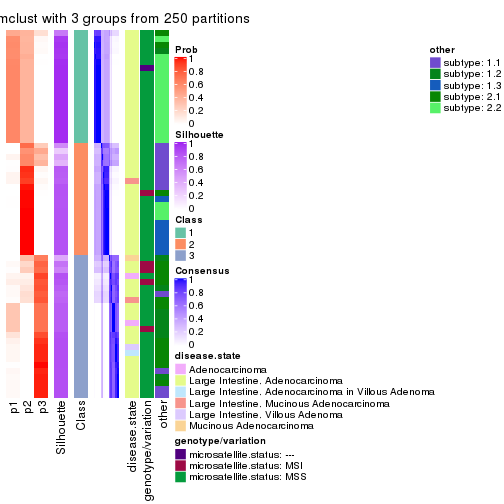 mclust with 3 groups from 250 partitions
Prob
1
0.8
0.6
0.4
0.2
0
Silhouette
1
0.8
0.6
0.4
0.2
0
Class
1
2
3
Consensus
1
0.8
0.6
0.4
0.2
0
disease.state
Adenocarcinoma
Large Intestine. Adenocarcinoma
Large Intestine. Adenocarcinoma in Villous Adenoma
Large Intestine. Mucinous Adenocarcinoma
Large Intestine. Villous Adenoma
Mucinous Adenocarcinoma
genotype/variation
microsatellite.status: ---
microsatellite.status: MSI
microsatellite.status: MSS
other
subtype: 1.1
subtype: 1.2
subtype: 1.3
subtype: 2.1
subtype: 2.2
p1
p2
p3
Silhouette
Class
disease.state
genotype/variation
other